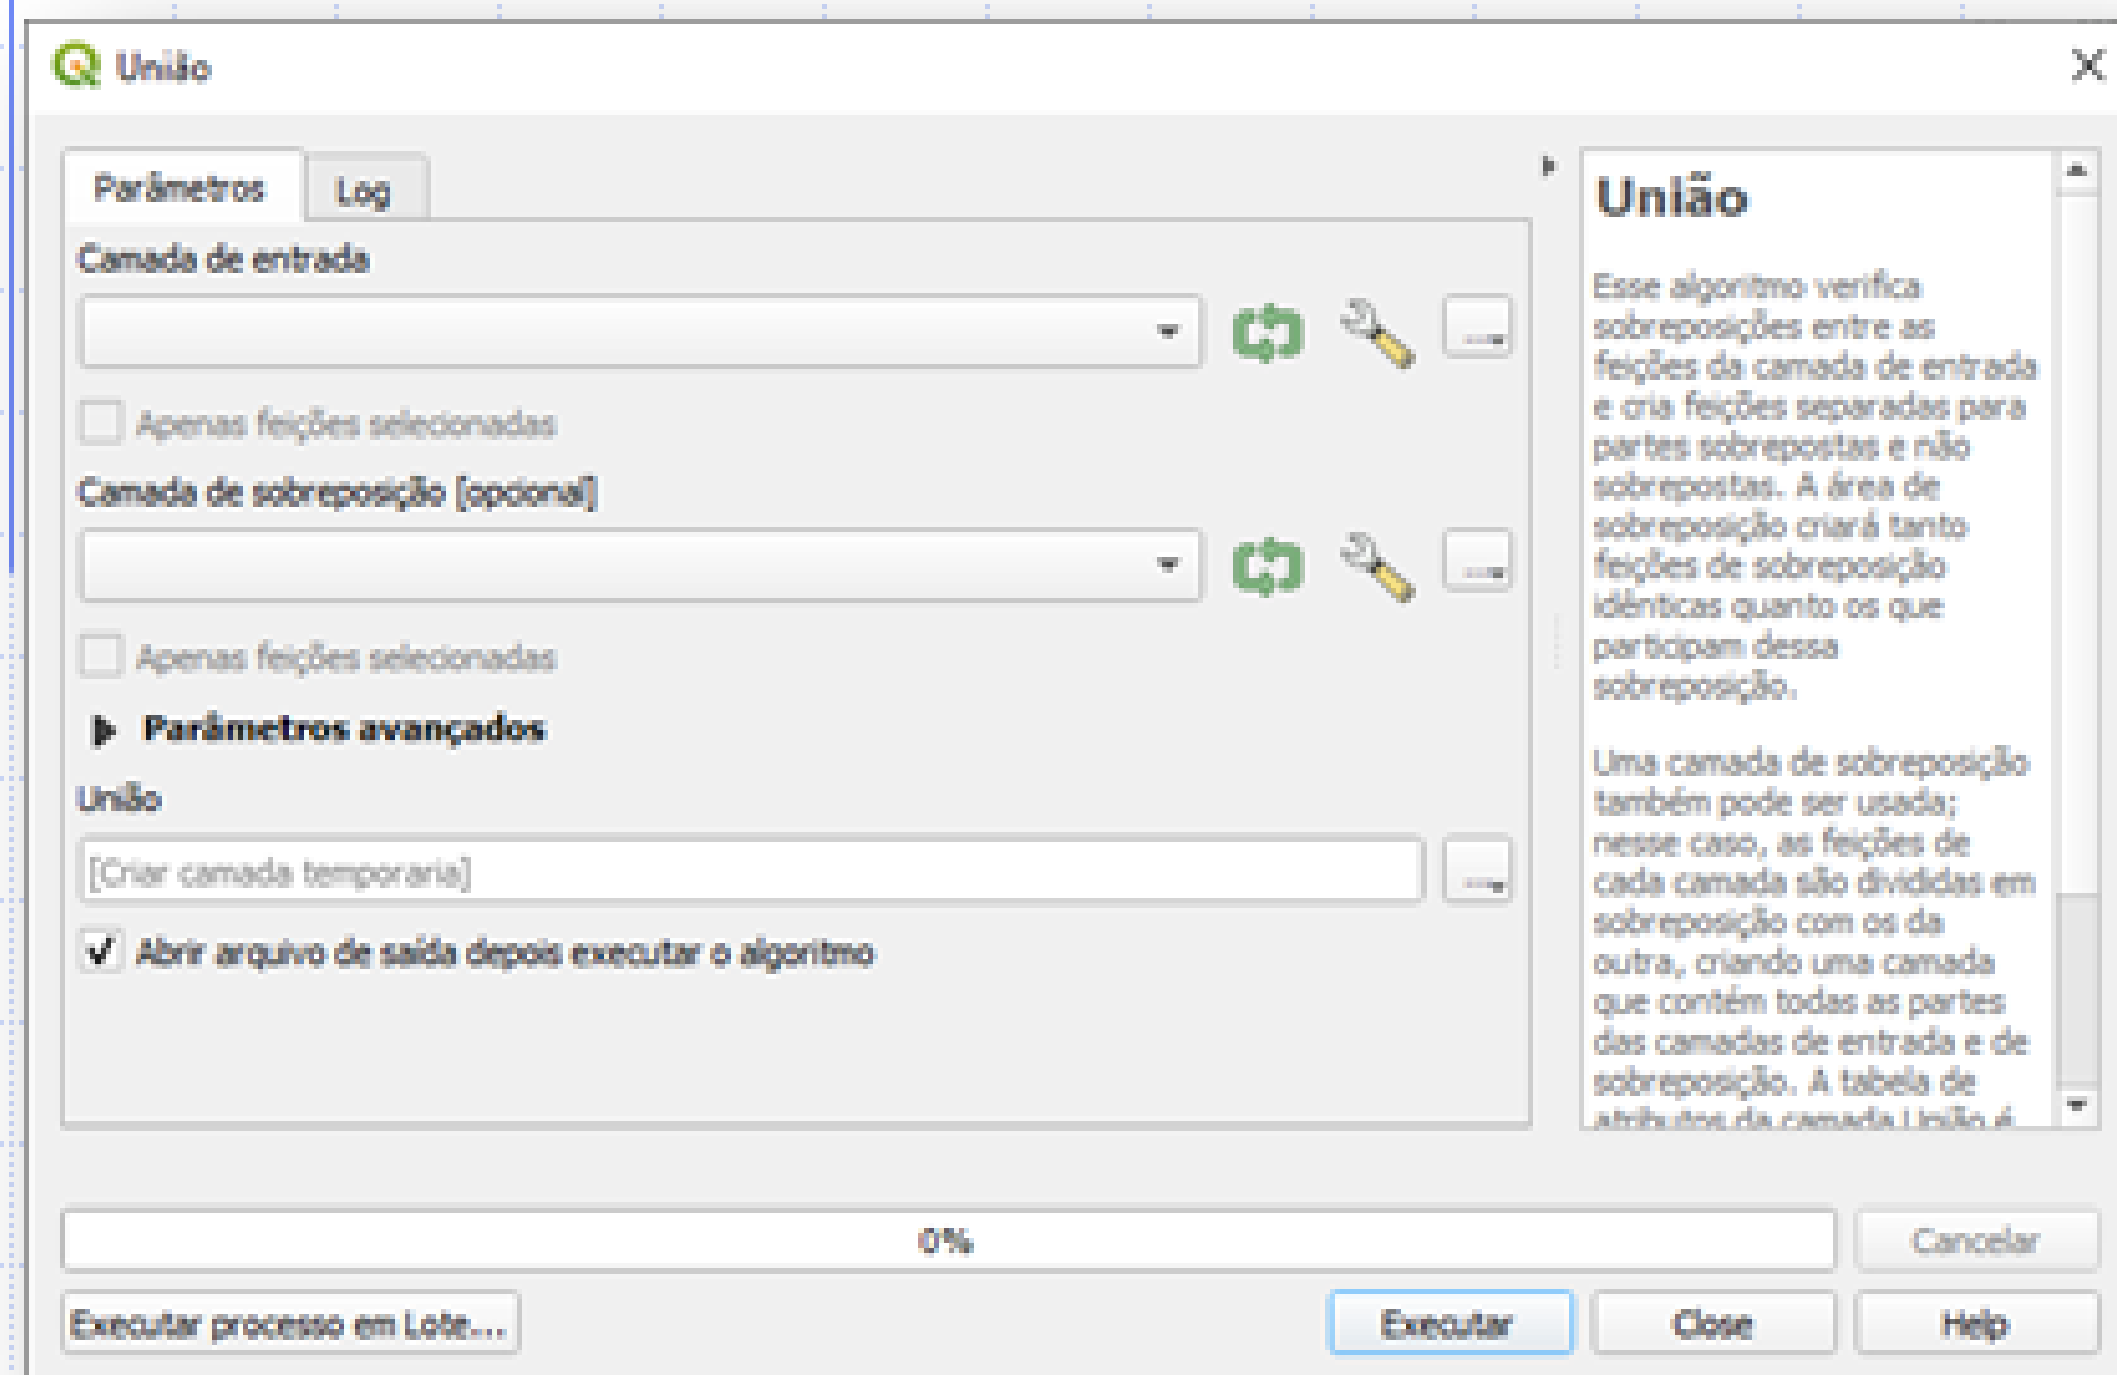 União
Parâmetros
Log
Camada de entrada
Apenas feições selecionadas
Camada de sobreposição [opcional]
Apenas feições selecionadas
Parâmetros avançados
União
[Criar camada temporaria]
Abrir arquivo de saída depois executar o algoritmo
União
Esse algoritmo verifica
sobreposições entre as
feições da camada de entrada
e cria feições separadas para
partes sobrepostas e não
sobrepostas. A área de
sobreposição criará tanto
feições de sobreposição
idênticas quanto os que
participam dessa
sobreposição.
Uma camada de sobreposição
também pode ser usada;
nesse caso, as feições de
cada camada são divididas em
sobreposição com os da
outra, criando uma camada
que contém todas as partes
das camadas de entrada e de
sobreposição. A tabela de
atributos da camada União é
0%
Cancelar
Executar processo em Lote...
Executar
Close
Help